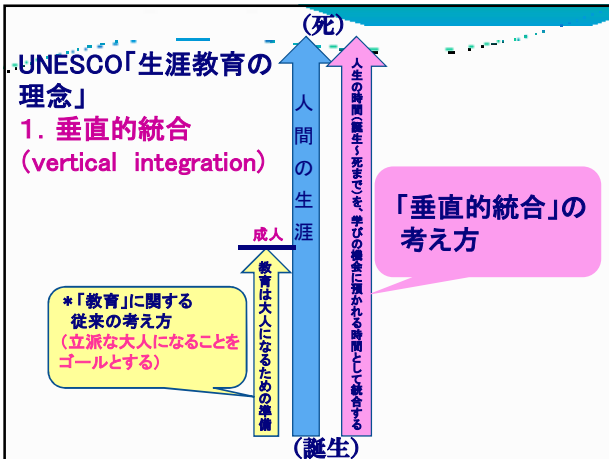 (死)
UNESCO「生涯教育の
理念」
1. 垂直的統合
(vertical integration)
人間の生涯
人生の時間(誕生~死まで)を、学びの機会に預かれる時間として統合する
「垂直的統合」の
考え方
成人
教育は大人になるための準備
*「教育」に関する
従来の考え方
(立派な大人になることを
ゴールとする)
(誕生)